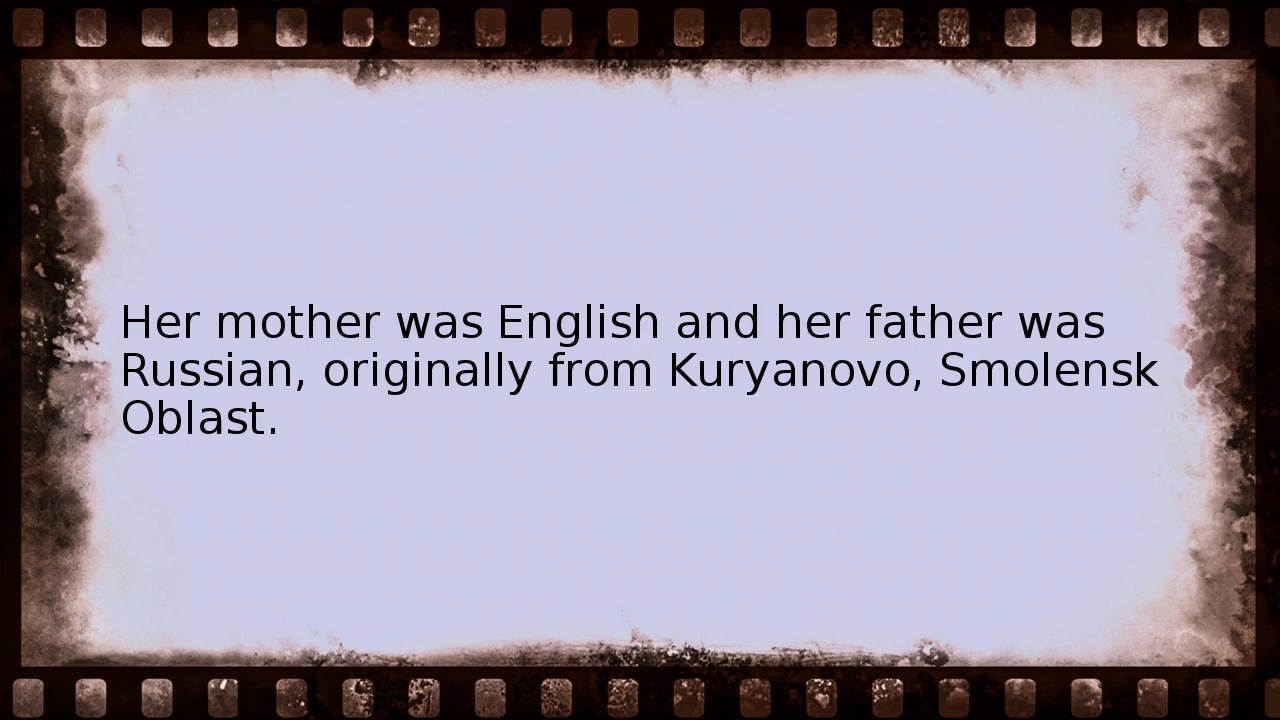 Her mother was English and her father was
Russian, originally from Kuryanovo, Smolensk
Oblast.